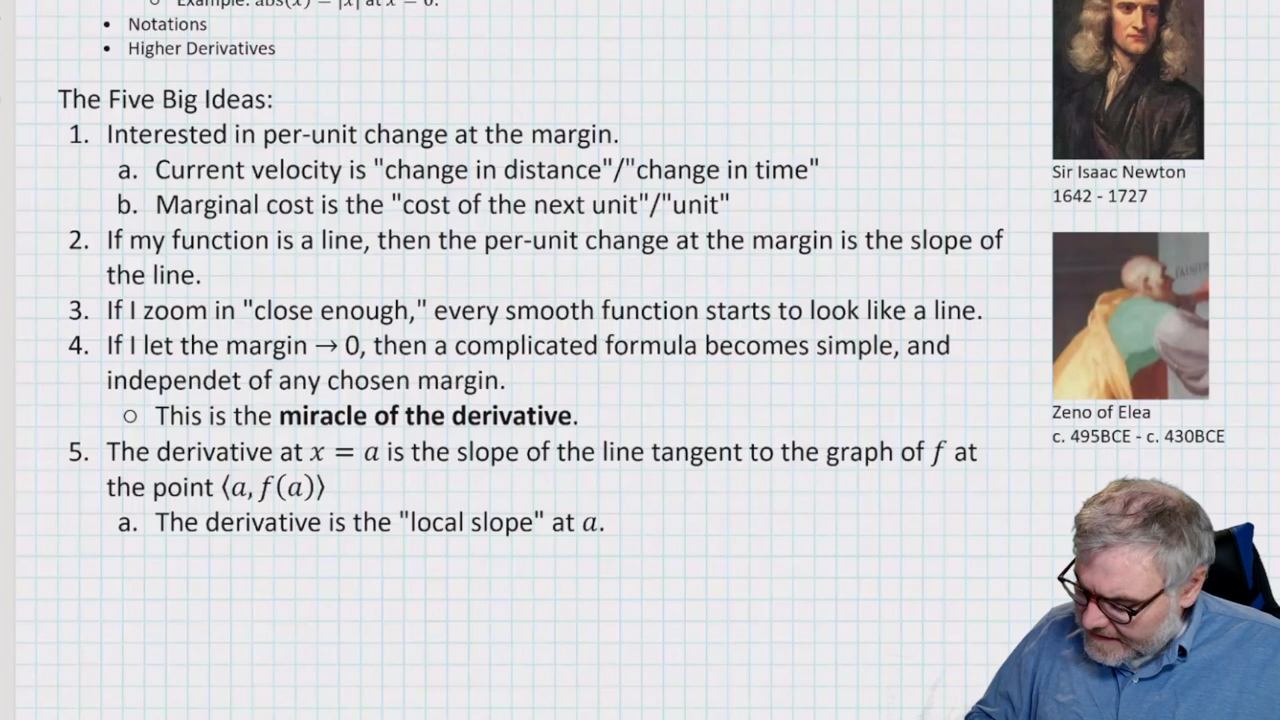 Example: abs(x) = |x| at x = 0.
• Notations
• Higher Derivatives
The Five Big Ideas:
1. Interested in per-unit change at the margin.
a. Current velocity is "change in distance"/"change in time"
b. Marginal cost is the "cost of the next unit"/"unit"
2. If my function is a line, then the per-unit change at the margin is the slope of
the line.
3. If I zoom in "close enough," every smooth function starts to look like a line.
4. If I let the margin → 0, then a complicated formula becomes simple, and
independet of any chosen margin.
○ This is the miracle of the derivative.
5. The derivative at x = a is the slope of the line tangent to the graph of f at
the point ⟨a, f(a)⟩
a. The derivative is the "local slope" at a.
Sir Isaac Newton
1642 - 1727
Zeno of Elea
c. 495BCE - c. 430BCE